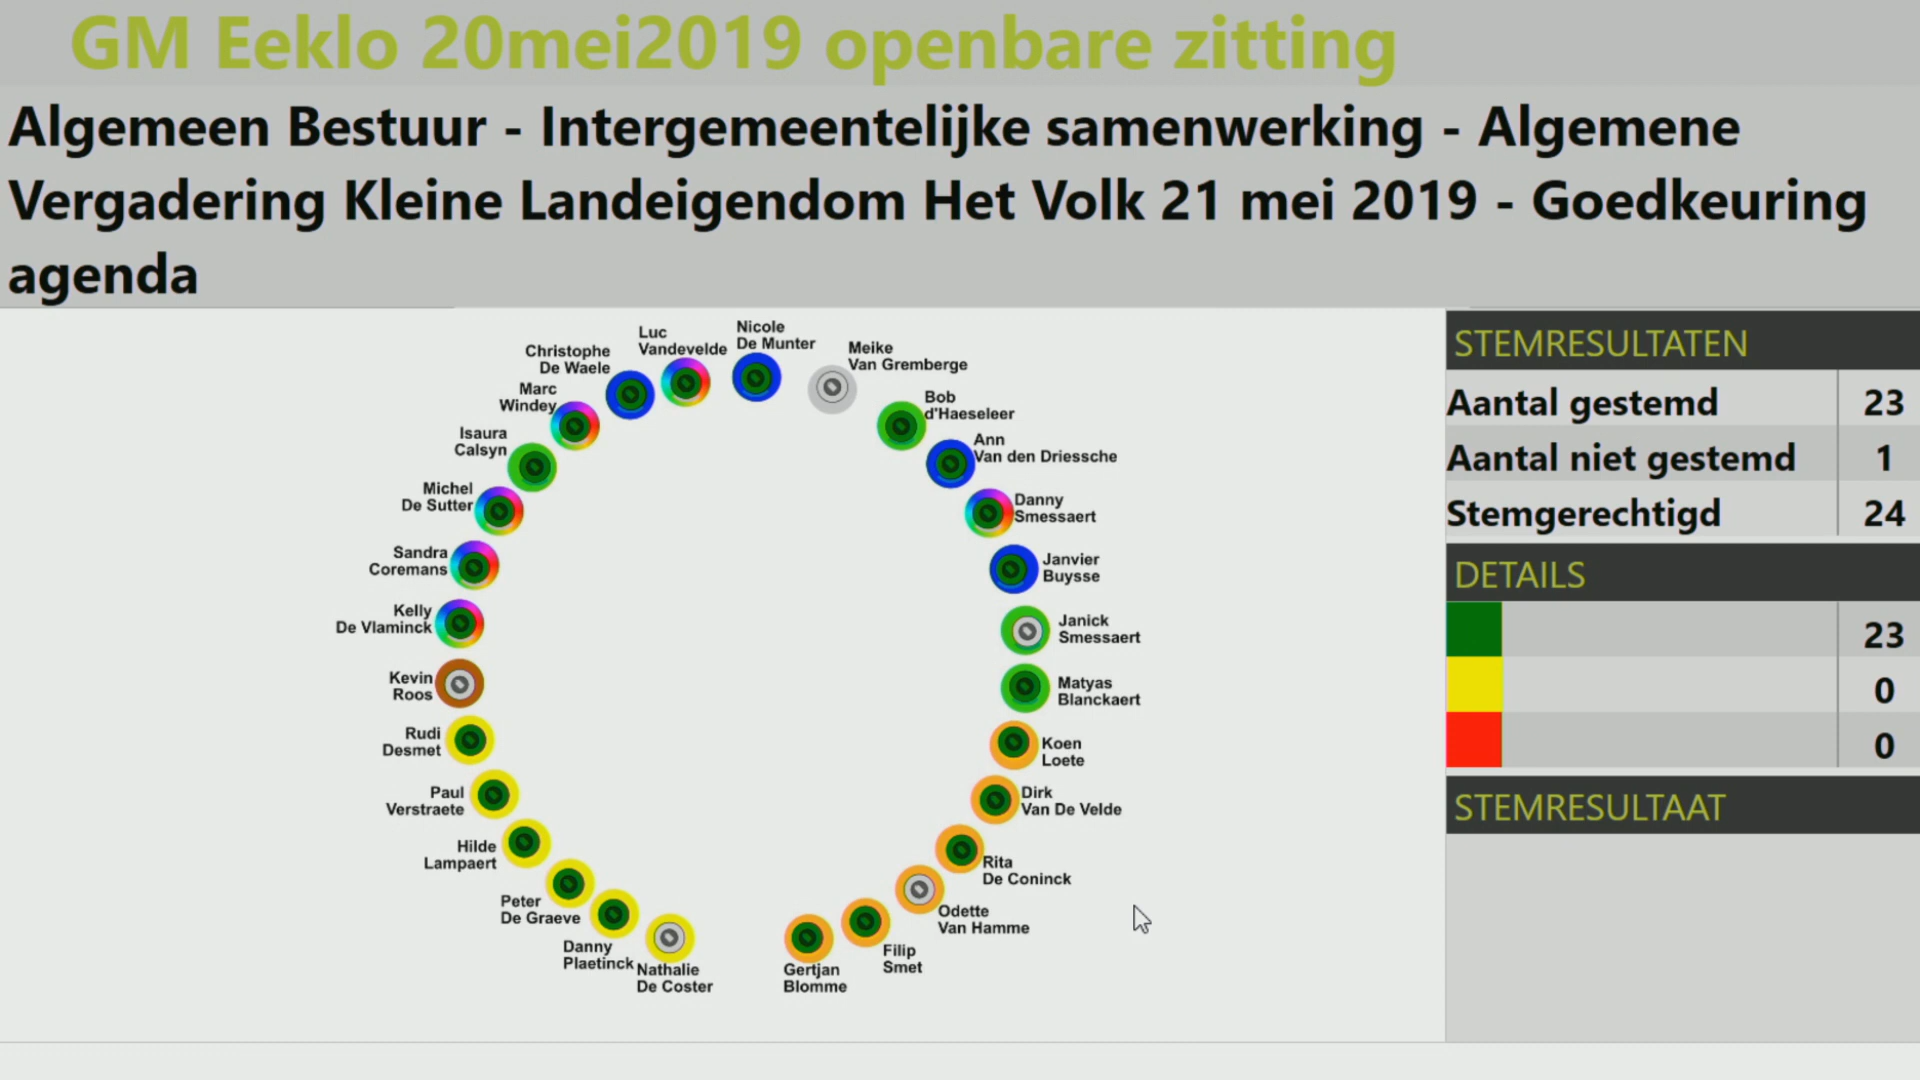 GM Eeklo 20mei2019 openbare zitting
Algemeen Bestuur - Intergemeentelijke samenwerking - Algemene
Vergadering Kleine Landeigendom Het Volk 21 mei 2019 - Goedkeuring
agenda
Nicole
De Munter
Luc
Vandevelde
Christophe
De Waele
Marc
Windey
Isaura
Calsyn
Michel
De Sutter
Sandra
Coremans
Kelly
De Vlaminck
Kevin
Roos
Rudi
Desmet
Paul
Verstraete
Hilde
Lampaert
Peter
De Graeve
Danny
Plaetinck
Nathalie
De Coster
Meike
Van Gremberge
Bob
d'Haeseleer
Ann
Van den Driessche
Danny
Smessaert
Janvier
Buysse
Janick
Smessaert
Matyas
Blanckaert
Koen
Loete
Dirk
Van De Velde
Rita
De Coninck
Odette
Van Hamme
Filip
Smet
Gertjan
Blomme
STEMRESULTATEN
Aantal gestemd 23
Aantal niet gestemd 1
Stemgerechtigd 24
DETAILS
23
0
0
STEMRESULTAAT